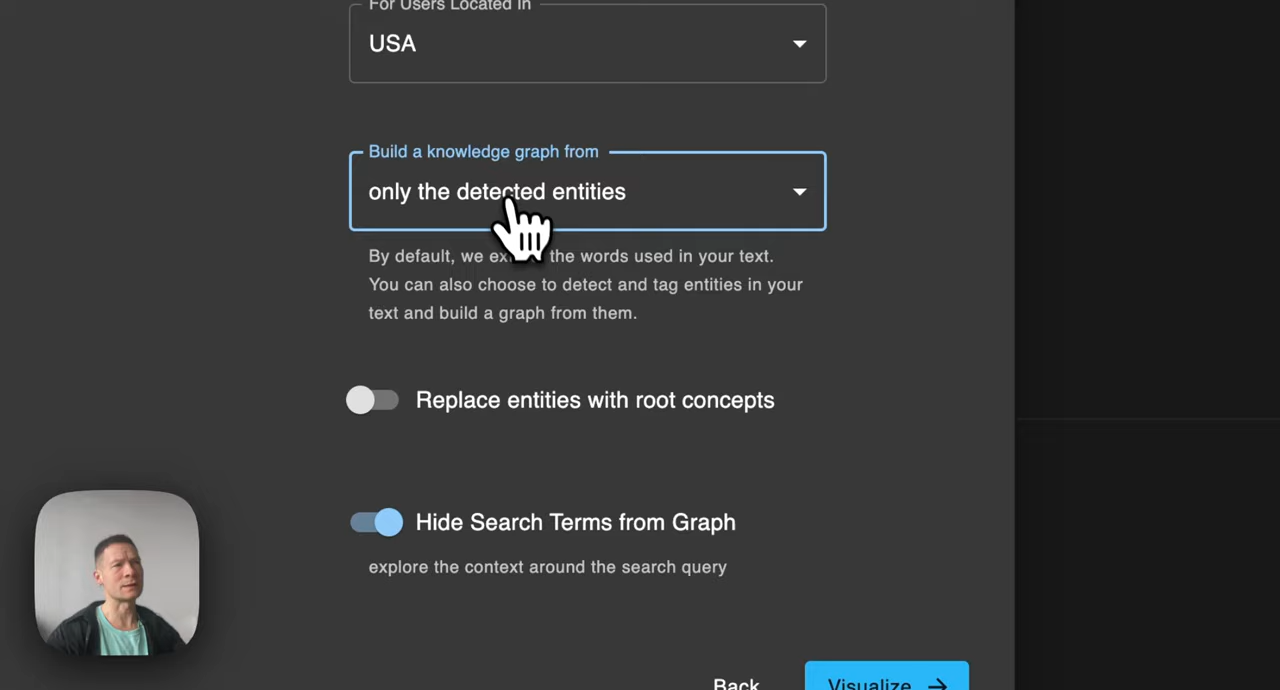 For Users Located In
USA
Build a knowledge graph from
only the detected entities
By default, we the words used in your text.
You can also choose to detect and tag entities in your
text and build a graph from them.
Replace entities with root concepts
Hide Search Terms from Graph
explore the context around the search query
Back
Visualize →